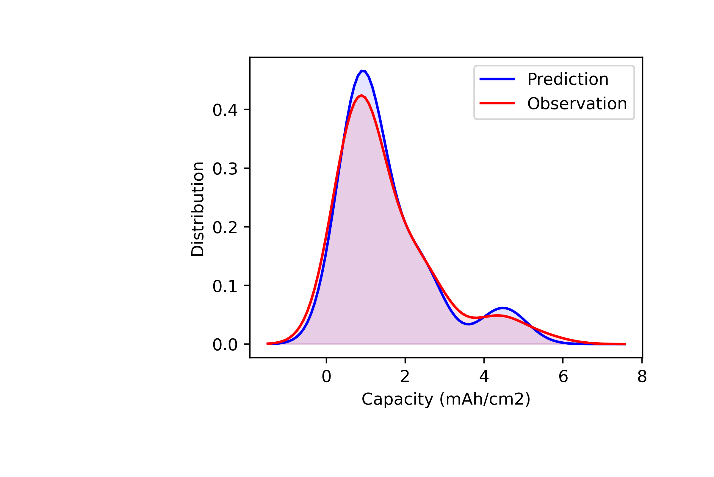 Prediction
Observation
Distribution
0.4
0.3
0.2
0.1
0.0
0 2 4 6 8
Capacity (mAh/cm2)